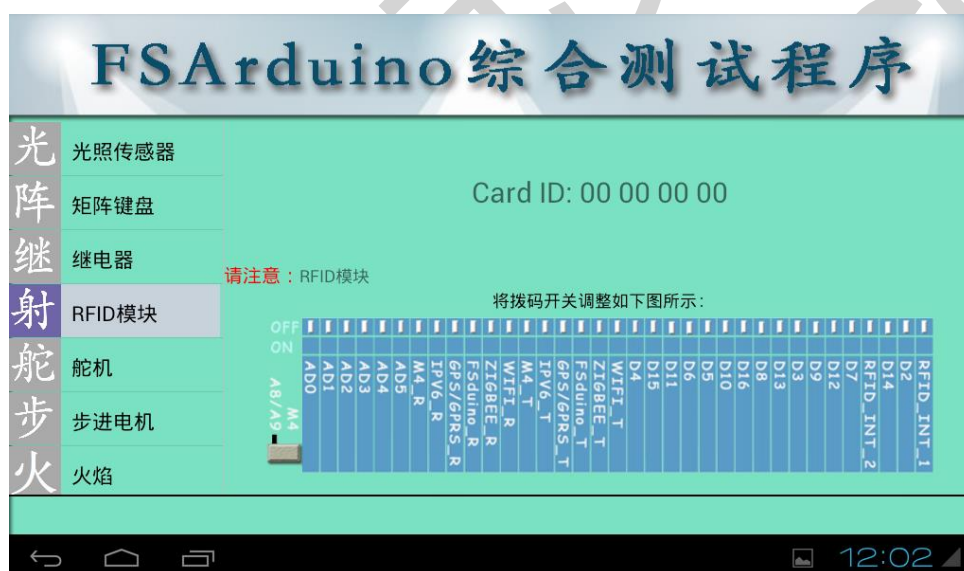 FSArduino综合测试程序
光 光照传感器
阵 矩阵键盘
继 继电器
射 RFID模块
舵 舵机
步 步进电机
火 火焰
Card ID: 00 00 00 00
请注意：RFID模块
将拨码开关调整如下图所示：
OFF
ON
A8/A9
M4
AD0
AD1
AD2
AD3
AD4
AD5
M4_R
IPV6_R
GPS/GPRS_R
FSduino_R
ZIGBEE_R
WIFI_R
M4_T
IPV6_T
GPS/GPRS_T
FSduino_T
ZIGBEE_T
WIFI_T
D4
D15
D11
D6
D5
D10
D16
D8
D13
D3
D9
D12
D7
RFID_INT_2
D14
D2
RFID_INT_1
12:02